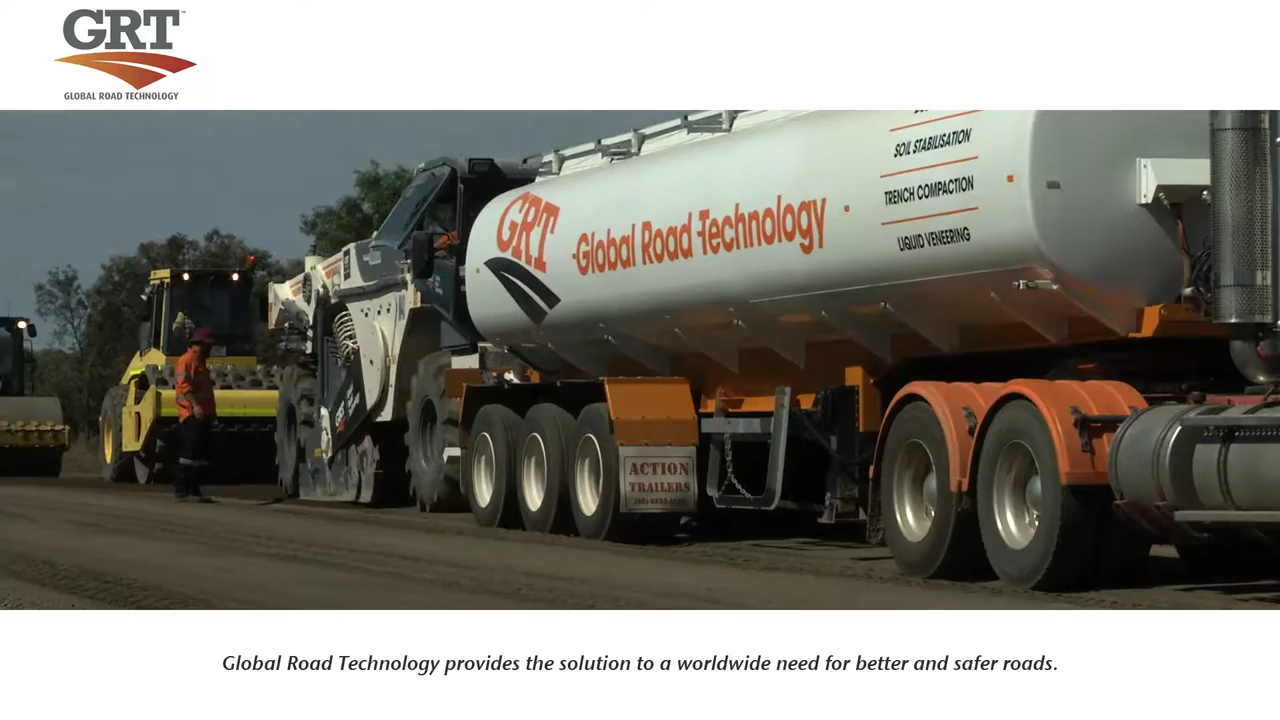 GRT
GLOBAL ROAD TECHNOLOGY
SOIL STABILISATION
TRENCH COMPACTION
LIQUID VENEERING
GRT
Global Road Technology
ACTION
TRAILERS
Global Road Technology provides the solution to a worldwide need for better and safer roads.